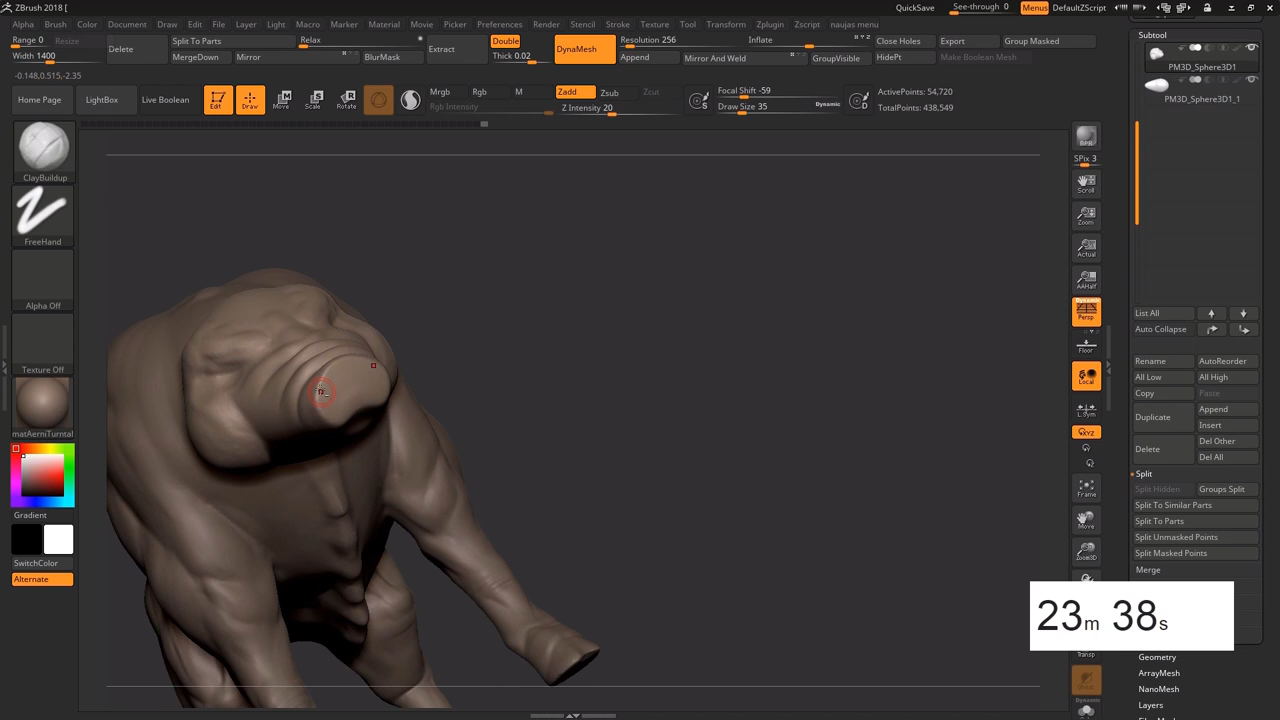 ZBrush 2018 [
QuickSave See-through 0 Menus DefaultZScript
Alpha Brush Color Document Draw Edit File Layer Light Macro Marker Material Movie Picker Preferences Render Stencil Stroke Texture Tool Transform Zplugin Zscript naujas menu
Range 0 Resize
Width 1400
Delete
Split To Parts
MergeDown Mirror
Relax
BlurMask
Extract
Double
Thick 0.02
DynaMesh
Resolution 256
Append
Inflate
Mirror And Weld
GroupVisible
Close Holes
HidePt
Export
Make Boolean Mesh
Group Masked
-0.148,0.515,-2.35
Home Page LightBox Live Boolean
Edit Draw Move Scale Rotate
Mrgb Rgb M
Rgb Intensity
Zadd Zsub Zcut
Z Intensity 20
S
Focal Shift -59
Draw Size 35 Dynamic
D
ActivePoints: 54,720
TotalPoints: 438,549
ClayBuildup
FreeHand
Alpha Off
Texture Off
matAerniTurntal
Gradient
SwitchColor
Alternate
BPR
SPix 3
Scroll
Zoom
Actual
AAHalf
Dynamic
Persp
Floor
Local
L.Sym
XYZ
Frame
Move
Zoom3D
Transp
Dynamic
Subtool
PM3D_Sphere3D1
PM3D_Sphere3D1_1
List All
Auto Collapse
Rename AutoReorder
All Low All High
Copy Paste
Duplicate Append
Insert
Delete Del Other
Del All
Split
Split Hidden Groups Split
Split To Similar Parts
Split To Parts
Split Unmasked Points
Split Masked Points
Merge
23m 38s
Geometry
ArrayMesh
NanoMesh
Layers